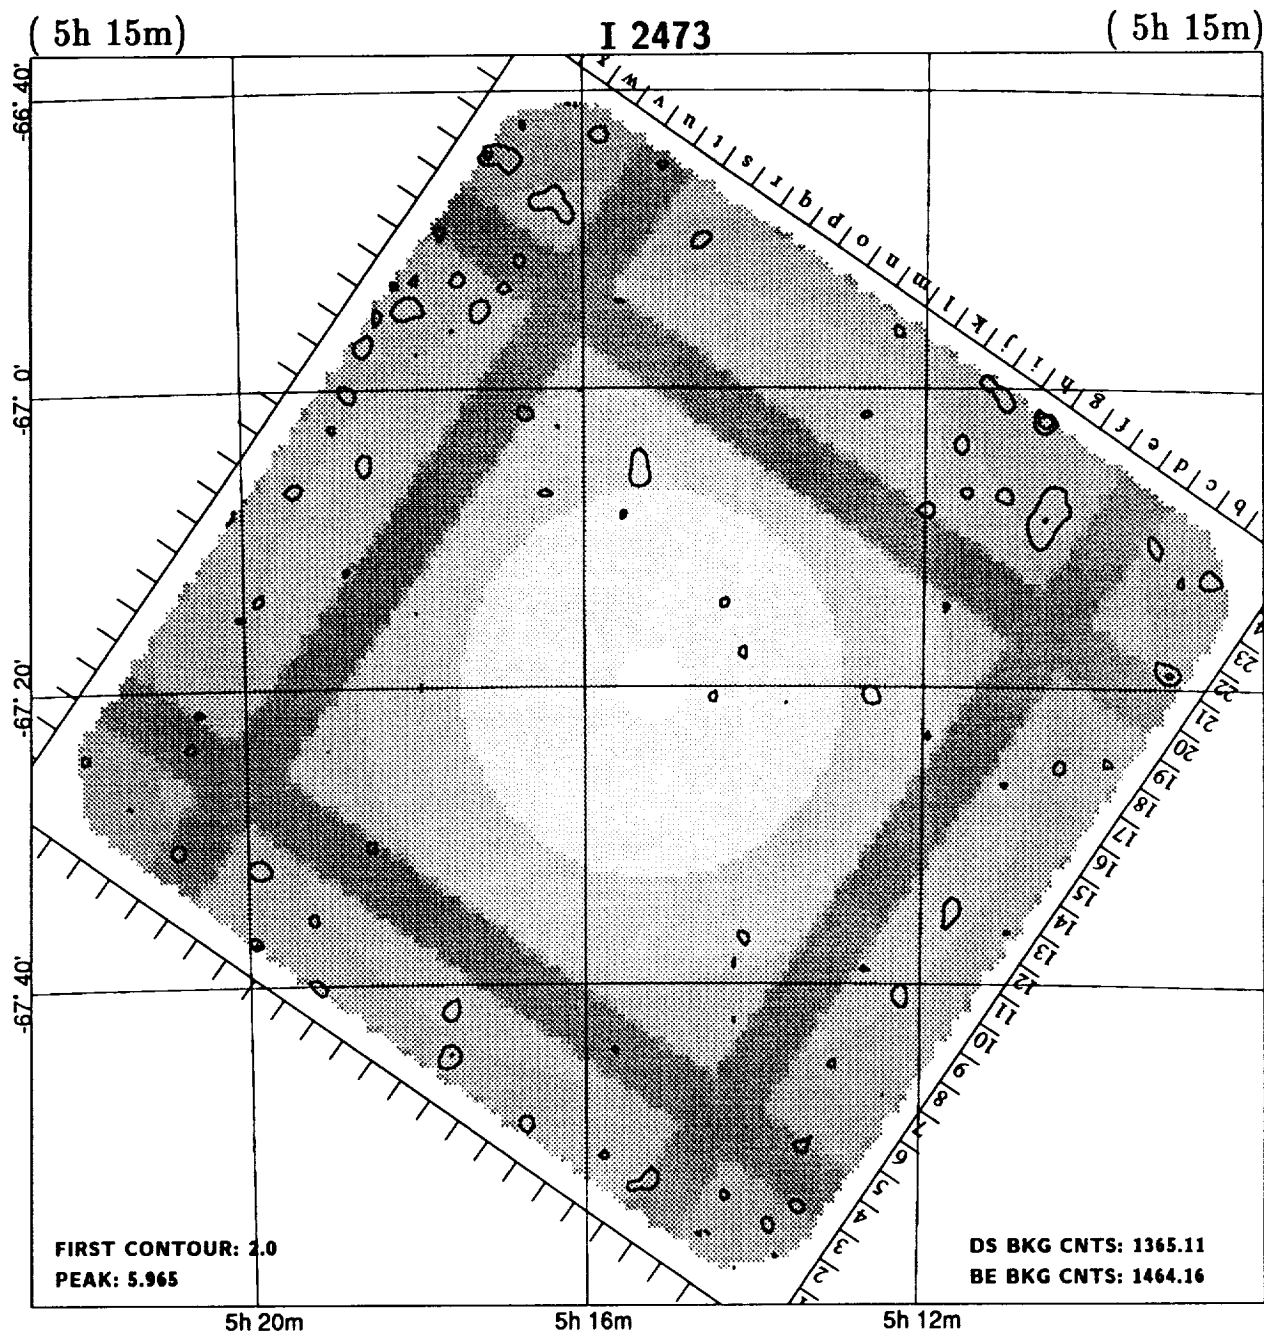 ( 5h 15m) I 2473 ( 5h 15m)
-66° 40'
-67° 0'
-67° 20'
-67° 40'
x w v u t s r q p o n m l k j i h g f e d c b
24 23 22 21 20 19 18 17 16 15 14 13 12 11 10 9 8 7 6 5 4 3 2 1
FIRST CONTOUR: 2.0
PEAK: 5.965
DS BKG CNTS: 1365.11
BE BKG CNTS: 1464.16
5h 20m 5h 16m 5h 12m